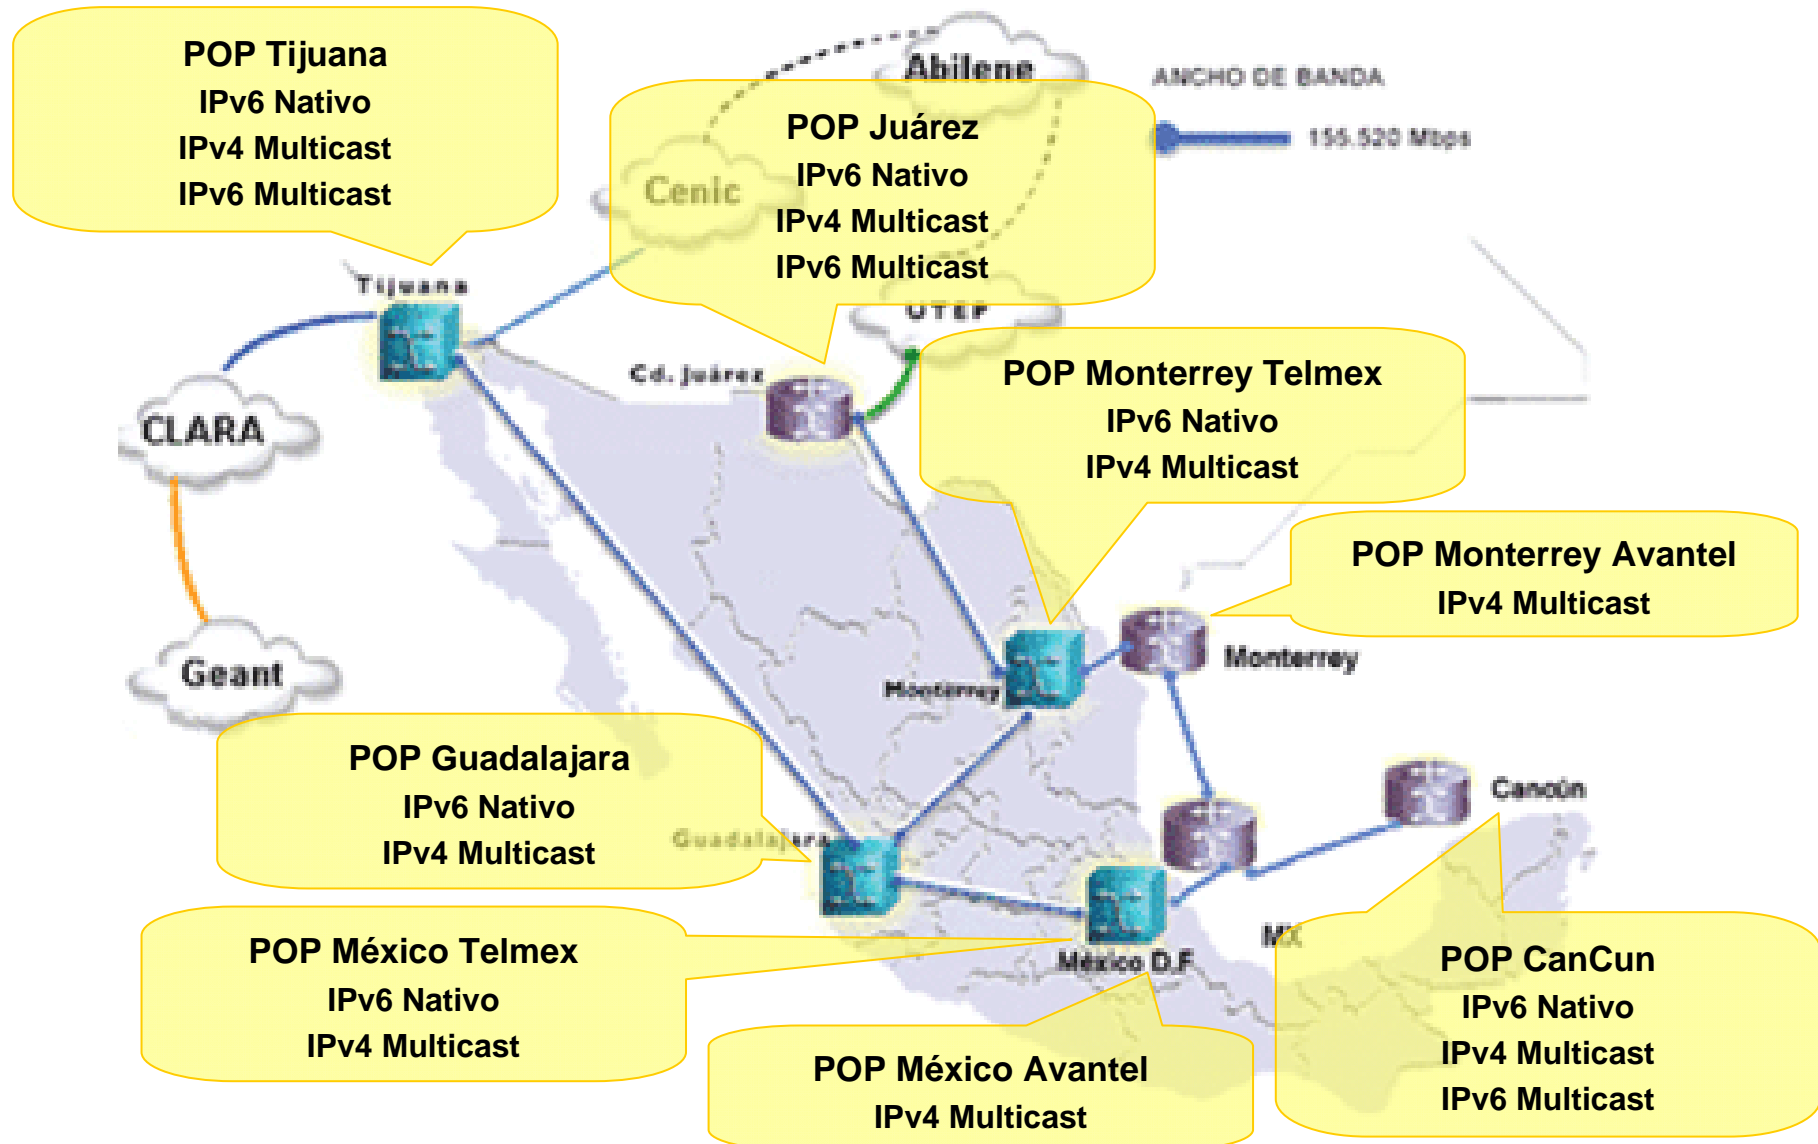 POP Tijuana
IPv6 Nativo
IPv4 Multicast
IPv6 Multicast
Abilene
ANCHO DE BANDA
155.520 Mbps
POP Juárez
IPv6 Nativo
IPv4 Multicast
IPv6 Multicast
Cenic
Tijuana
UTEP
Cd. Juárez
POP Monterrey Telmex
IPv6 Nativo
IPv4 Multicast
CLARA
POP Monterrey Avantel
IPv4 Multicast
Geant
Monterrey
Monterrey
POP Guadalajara
IPv6 Nativo
IPv4 Multicast
Guadalajara
Cancún
POP México Telmex
IPv6 Nativo
IPv4 Multicast
México D.F
MX
POP México Avantel
IPv4 Multicast
POP CanCun
IPv6 Nativo
IPv4 Multicast
IPv6 Multicast